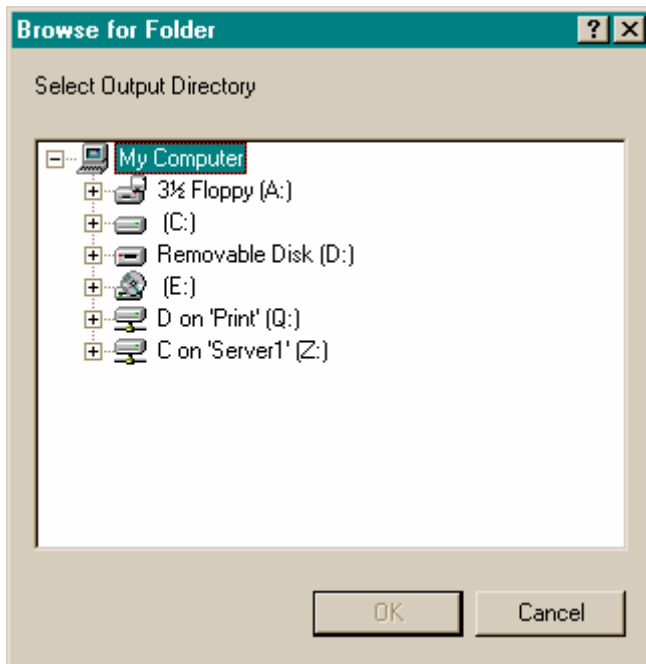 Browse for Folder
Select Output Directory
My Computer
3½ Floppy (A:)
(C:)
Removable Disk (D:)
(E:)
D on 'Print' (Q:)
C on 'Server1' (Z:)
OK Cancel